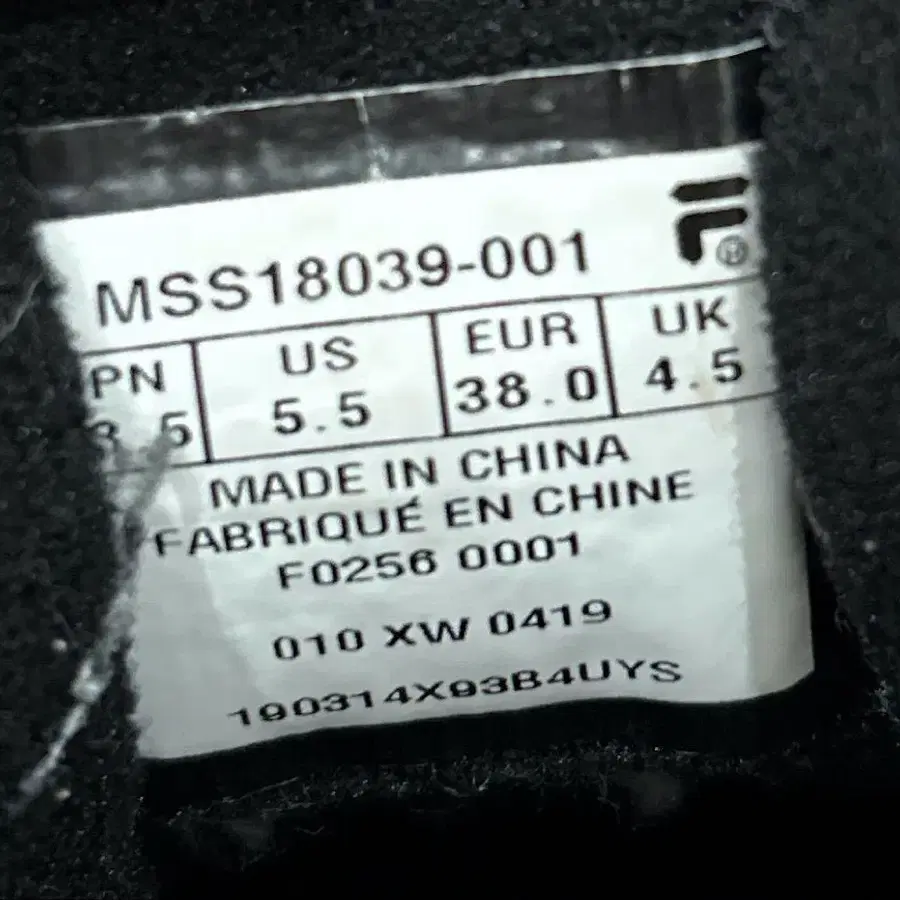 MSS18039-001
PN US EUR UK
5.5 38.0 4.5
MADE IN CHINA
FABRIQUÉ EN CHINE
F0256 0001
010 XW 0419
190314X93B4UYS